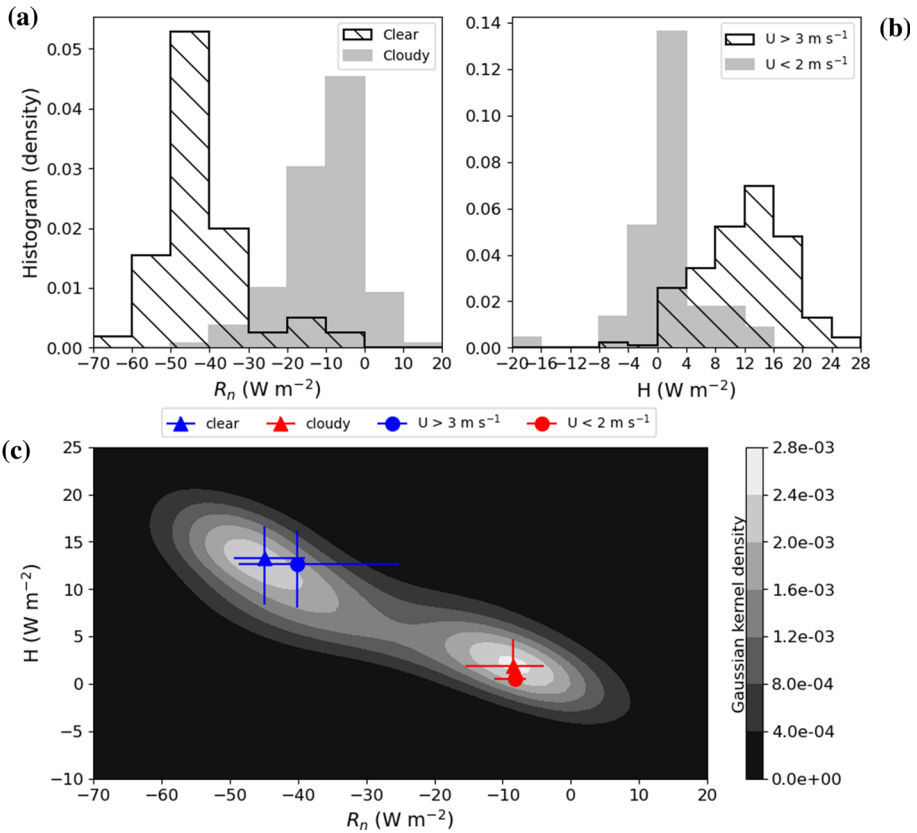 (a)
Clear
Cloudy
Histogram (density)
0.05
0.04
0.03
0.02
0.01
0.00
−70 −60 −50 −40 −30 −20 −10 0 10 20
Rₙ (W m⁻²)
(b)
U > 3 m s⁻¹
U < 2 m s⁻¹
0.14
0.12
0.10
0.08
0.06
0.04
0.02
0.00
−20 −16 −12 −8 −4 0 4 8 12 16 20 24 28
H (W m⁻²)
clear cloudy U > 3 m s⁻¹ U < 2 m s⁻¹
(c)
H (W m⁻²)
25
20
15
10
5
0
−5
−10
−70 −60 −50 −40 −30 −20 −10 0 10 20
Rₙ (W m⁻²)
Gaussian kernel density
2.8e-03
2.4e-03
2.0e-03
1.6e-03
1.2e-03
8.0e-04
4.0e-04
0.0e+00